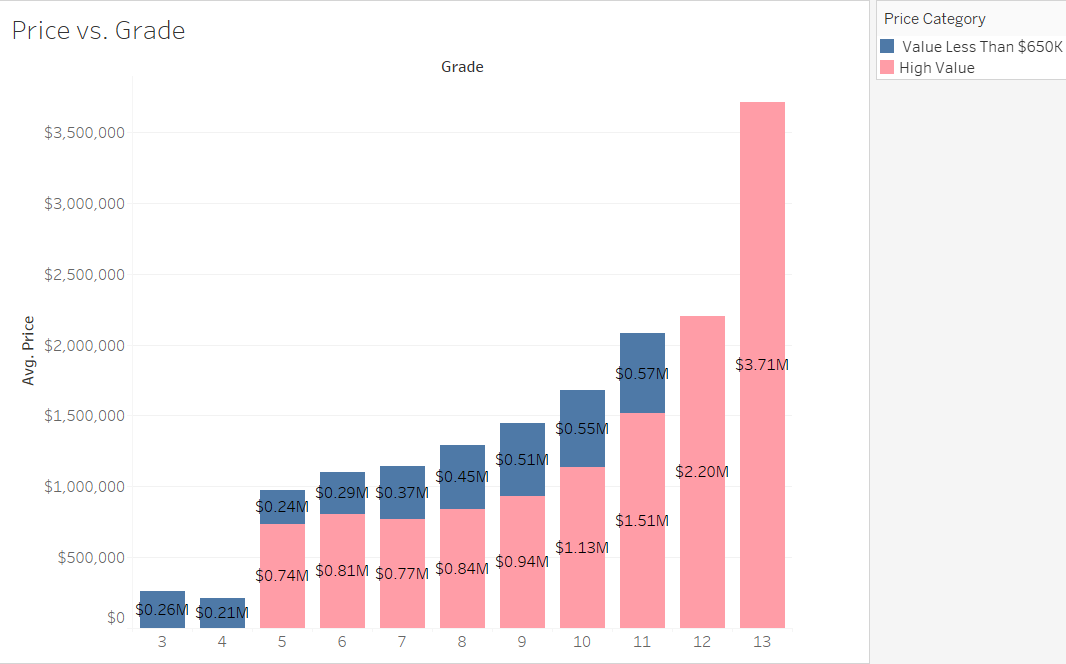 Price vs. Grade
Price Category
Value Less Than $650K
High Value
Grade
Avg. Price
$3,500,000
$3,000,000
$2,500,000
$2,000,000
$1,500,000
$1,000,000
$500,000
$0
$3.71M
$0.57M
$0.55M
$0.51M
$2.20M
$0.45M
$0.29M
$0.37M
$0.24M
$1.51M
$1.13M
$0.94M
$0.84M
$0.81M
$0.77M
$0.74M
$0.26M
$0.21M
3 4 5 6 7 8 9 10 11 12 13